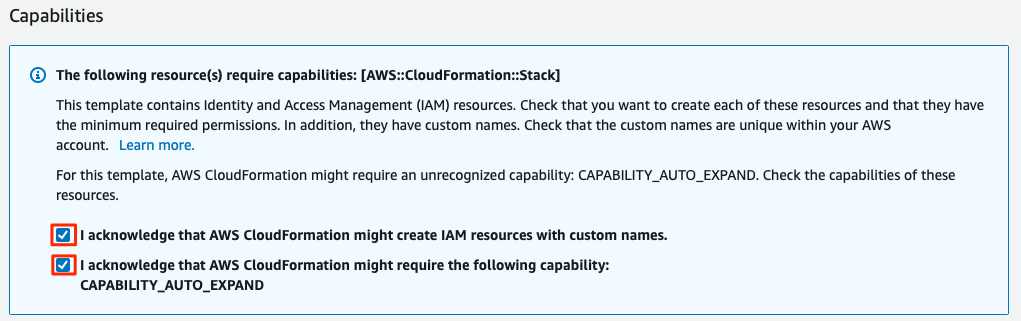 Capabilities
The following resource(s) require capabilities: [AWS::CloudFormation::Stack]
This template contains Identity and Access Management (IAM) resources. Check that you want to create each of these resources and that they have
the minimum required permissions. In addition, they have custom names. Check that the custom names are unique within your AWS
account. Learn more.
For this template, AWS CloudFormation might require an unrecognized capability: CAPABILITY_AUTO_EXPAND. Check the capabilities of these
resources.
I acknowledge that AWS CloudFormation might create IAM resources with custom names.
I acknowledge that AWS CloudFormation might require the following capability:
CAPABILITY_AUTO_EXPAND